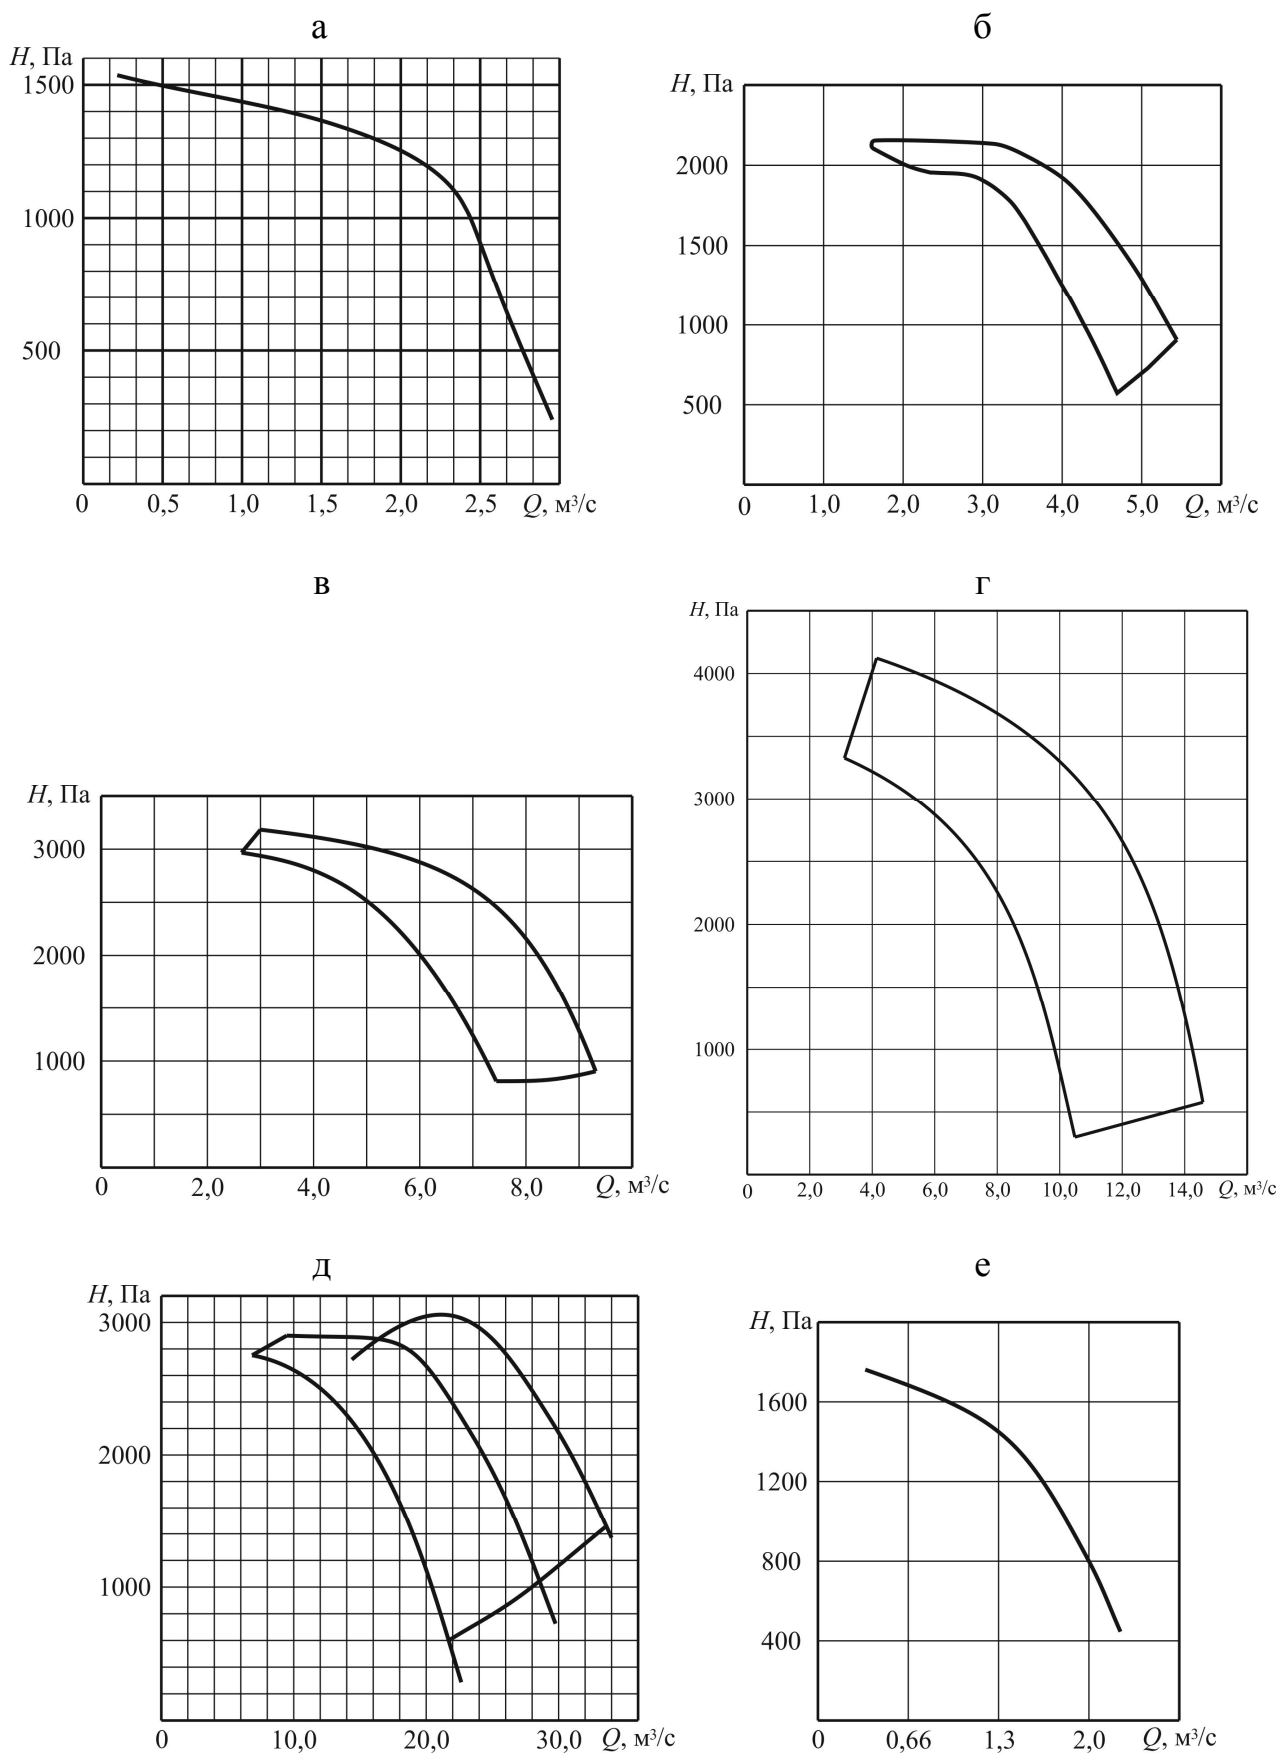 а
H, Па
1500
1000
500
0 0,5 1,0 1,5 2,0 2,5 Q, м³/с
б
H, Па
2000
1500
1000
500
0 1,0 2,0 3,0 4,0 5,0 Q, м³/с
в
H, Па
3000
2000
1000
0 2,0 4,0 6,0 8,0 Q, м³/с
г
H, Па
4000
3000
2000
1000
0 2,0 4,0 6,0 8,0 10,0 12,0 14,0 Q, м³/с
д
H, Па
3000
2000
1000
0 10,0 20,0 30,0 Q, м³/с
е
H, Па
1600
1200
800
400
0 0,66 1,3 2,0 Q, м³/с